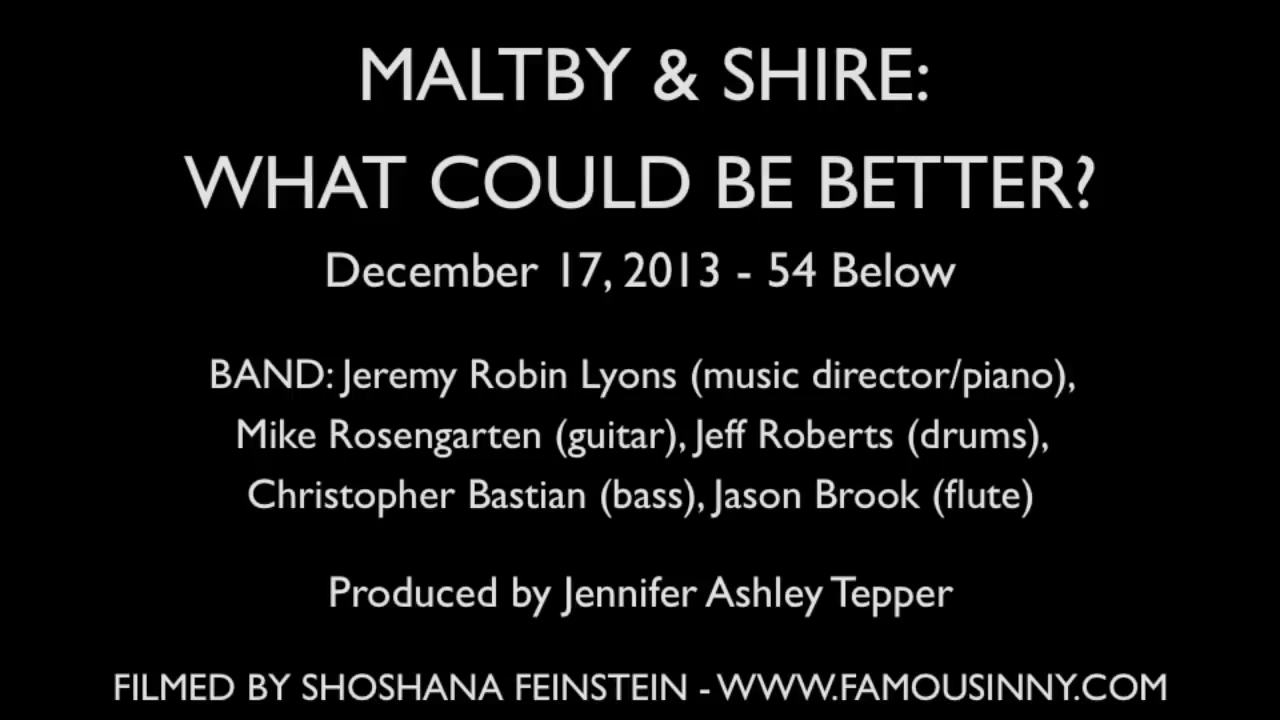 MALTBY & SHIRE:
WHAT COULD BE BETTER?
December 17, 2013 - 54 Below
BAND: Jeremy Robin Lyons (music director/piano),
Mike Rosengarten (guitar), Jeff Roberts (drums),
Christopher Bastian (bass), Jason Brook (flute)
Produced by Jennifer Ashley Tepper
FILMED BY SHOSHANA FEINSTEIN - WWW.FAMOUSINNY.COM